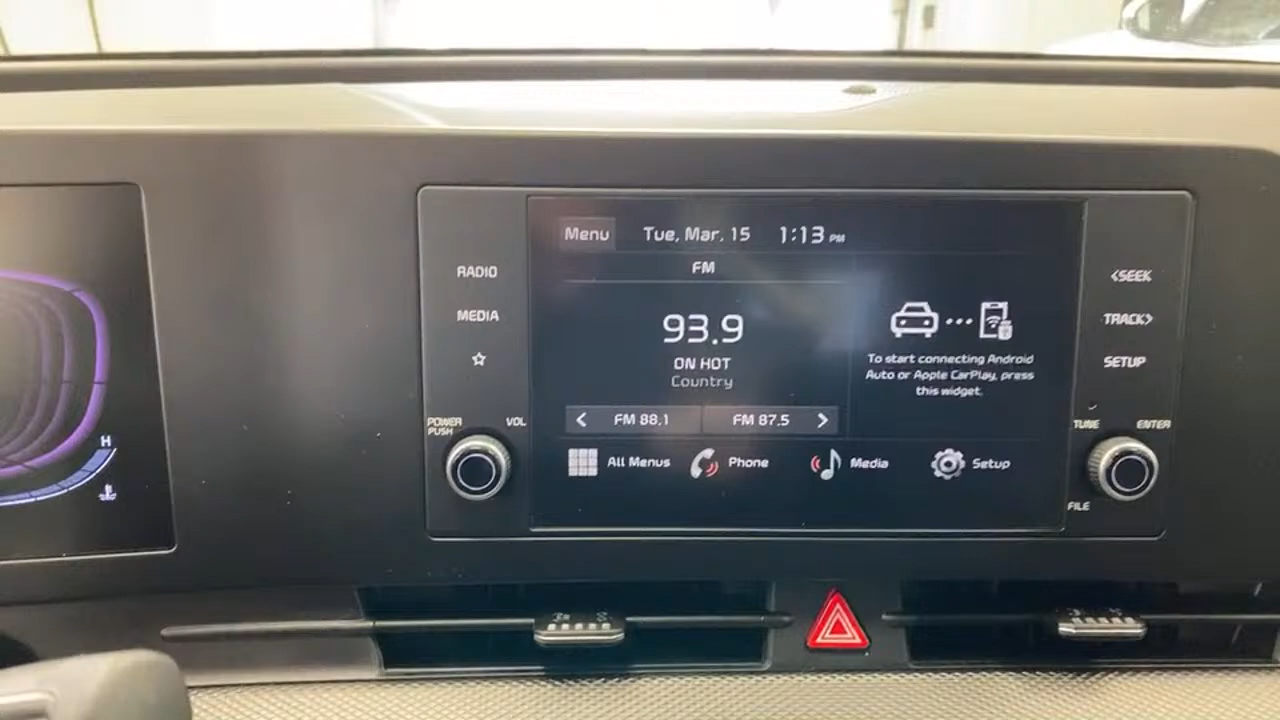 Menu Tue, Mar, 15 1:13 PM
FM
RADIO
MEDIA
93.9
ON HOT
Country
To start connecting Android
Auto or Apple CarPlay, press
this widget.
<SEEK
TRACK>
SETUP
< FM 88.1 FM 87.5 >
POWER
PUSH
VOL
TUNE
ENTER
All Menus Phone Media Setup
FILE
H